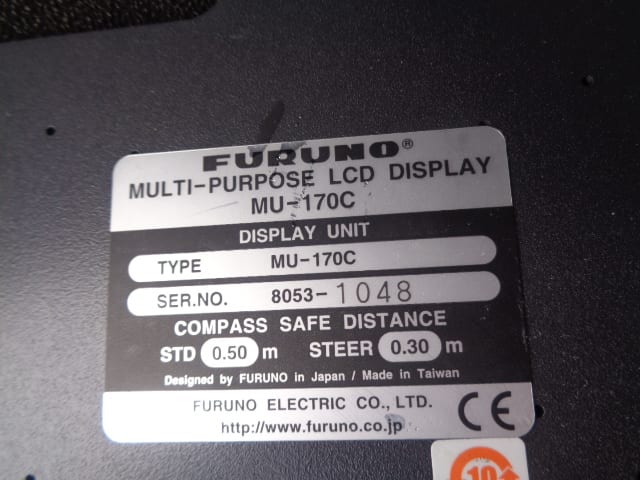 FURUNO®
MULTI-PURPOSE LCD DISPLAY
MU-170C
DISPLAY UNIT
TYPE MU-170C
SER.NO. 8053-1048
COMPASS SAFE DISTANCE
STD 0.50 m STEER 0.30 m
Designed by FURUNO in Japan / Made in Taiwan
FURUNO ELECTRIC CO., LTD.
http://www.furuno.co.jp
CE
10